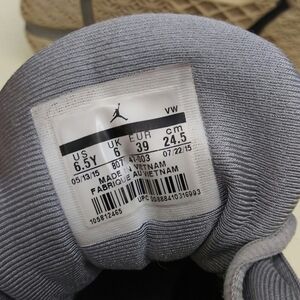 VW
US UK EUR cm
6.5Y 6 39 24.5
05/13/15 07/22/15
MADE IN VIETNAM
FABRIQUE AU VIETNAM
105812465